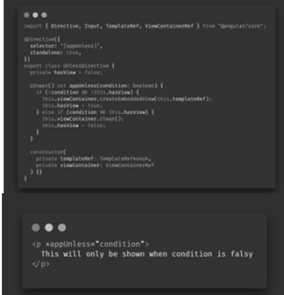 import { Directive, Input, TemplateRef, ViewContainerRef } from "@angular/core";
@Directive({
selector: "[appUnless]",
standalone: true,
})
export class UnlessDirective {
private hasView = false;
@Input() set appUnless(condition: boolean) {
if (!condition && !this.hasView) {
this.viewContainer.createEmbeddedView(this.templateRef);
this.hasView = true;
} else if (condition && this.hasView) {
this.viewContainer.clear();
this.hasView = false;
}
}
constructor(
private templateRef: TemplateRef<any>,
private viewContainer: ViewContainerRef
) {}
}
<p *appUnless="condition">
This will only be shown when condition is falsy
</p>